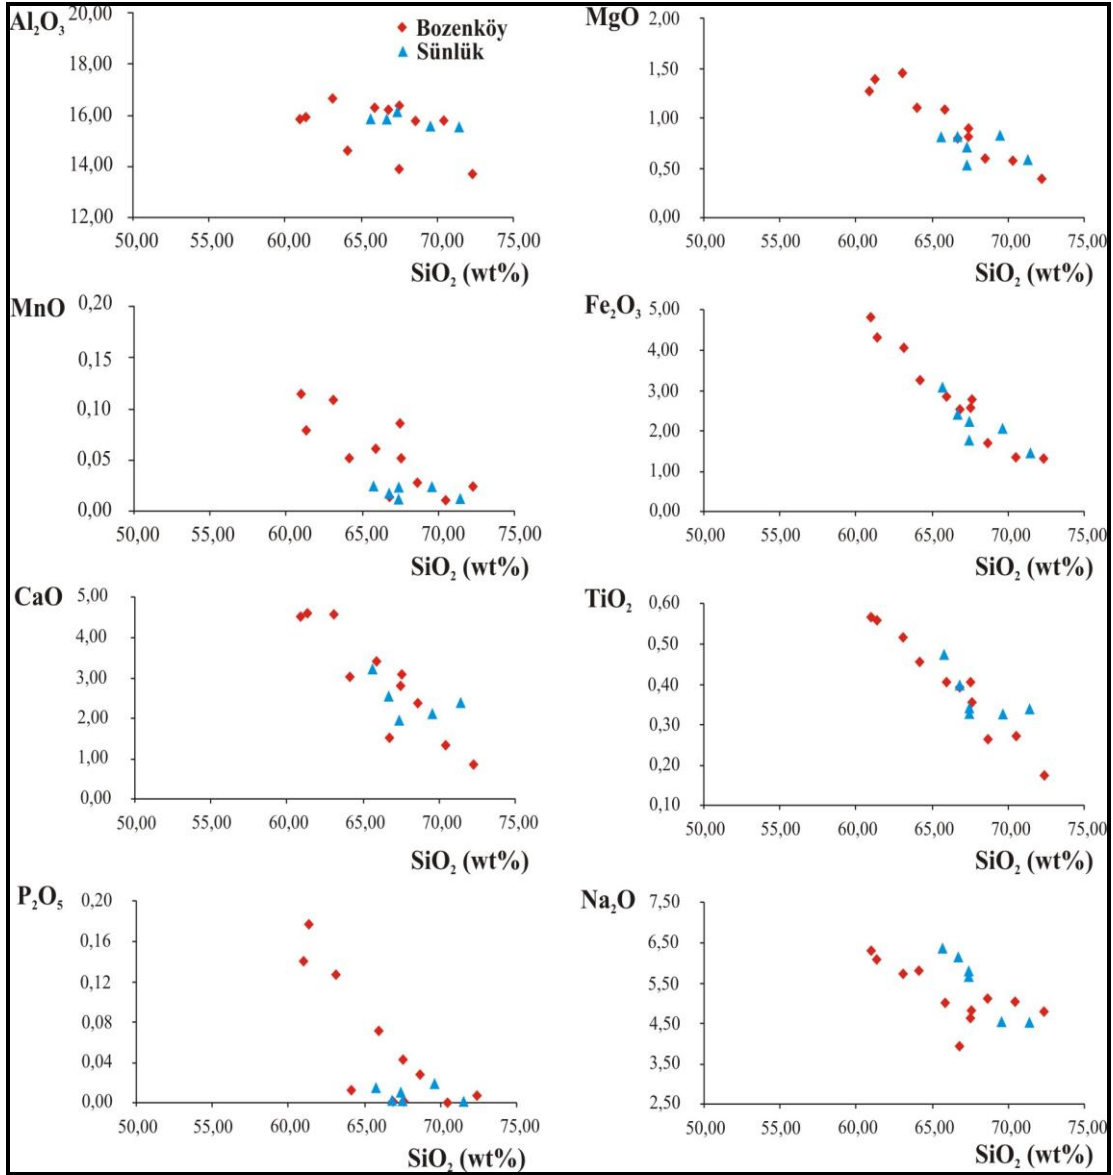 Al₂O₃
20,00
18,00
16,00
14,00
12,00
Bozenköy
Sünlük
50,00 55,00 60,00 65,00 70,00 75,00
SiO₂ (wt%)
MgO
2,00
1,50
1,00
0,50
0,00
50,00 55,00 60,00 65,00 70,00 75,00
SiO₂ (wt%)
MnO
0,20
0,15
0,10
0,05
0,00
50,00 55,00 60,00 65,00 70,00 75,00
SiO₂ (wt%)
Fe₂O₃
5,00
4,00
3,00
2,00
1,00
0,00
50,00 55,00 60,00 65,00 70,00 75,00
SiO₂ (wt%)
CaO
5,00
4,00
3,00
2,00
1,00
0,00
50,00 55,00 60,00 65,00 70,00 75,00
SiO₂ (wt%)
TiO₂
0,60
0,50
0,40
0,30
0,20
0,10
50,00 55,00 60,00 65,00 70,00 75,00
SiO₂ (wt%)
P₂O₅
0,20
0,16
0,12
0,08
0,04
0,00
50,00 55,00 60,00 65,00 70,00 75,00
SiO₂ (wt%)
Na₂O
7,50
6,50
5,50
4,50
3,50
2,50
50,00 55,00 60,00 65,00 70,00 75,00
SiO₂ (wt%)